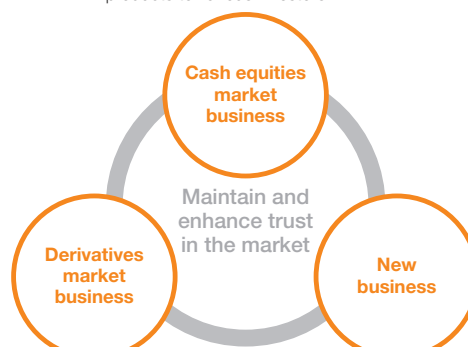 Cash equities
market
business
Maintain and
enhance trust
in the market
Derivatives
market
business
New
business